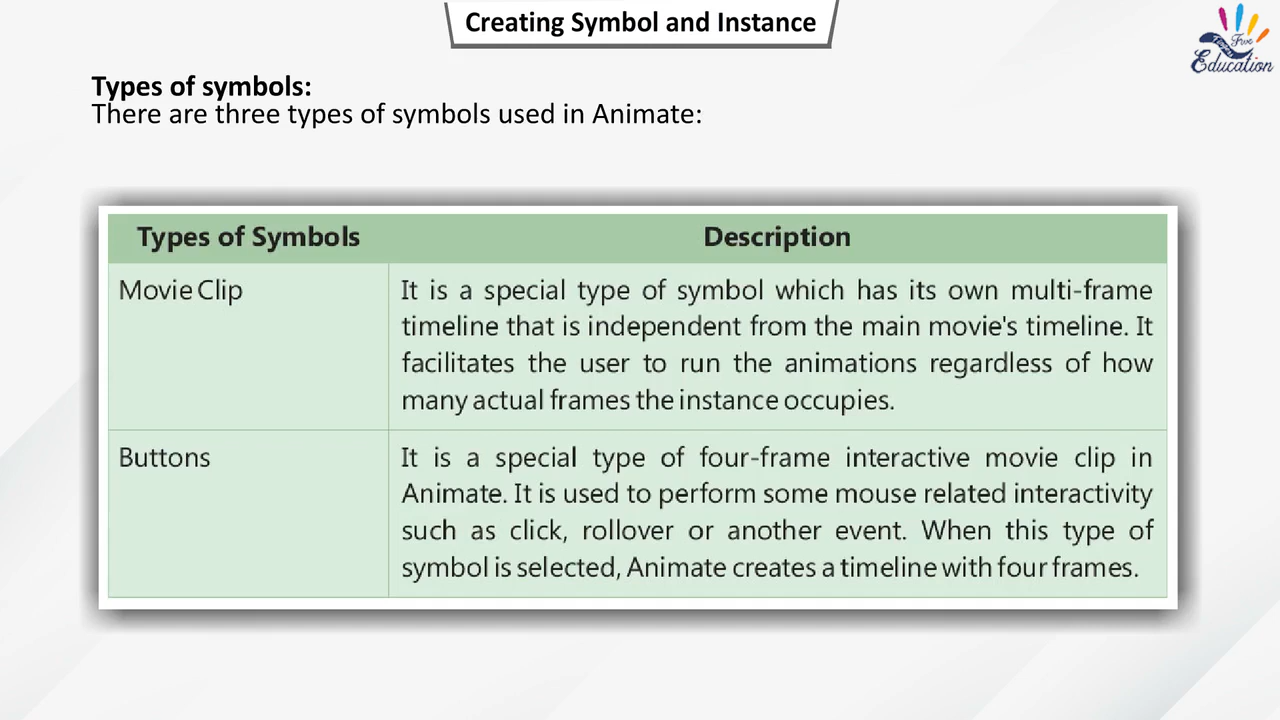 Creating Symbol and Instance
Five
Education
Types of symbols:
There are three types of symbols used in Animate:
Types of Symbols
Description
Movie Clip
It is a special type of symbol which has its own multi-frame
timeline that is independent from the main movie's timeline. It
facilitates the user to run the animations regardless of how
many actual frames the instance occupies.
Buttons
It is a special type of four-frame interactive movie clip in
Animate. It is used to perform some mouse related interactivity
such as click, rollover or another event. When this type of
symbol is selected, Animate creates a timeline with four frames.